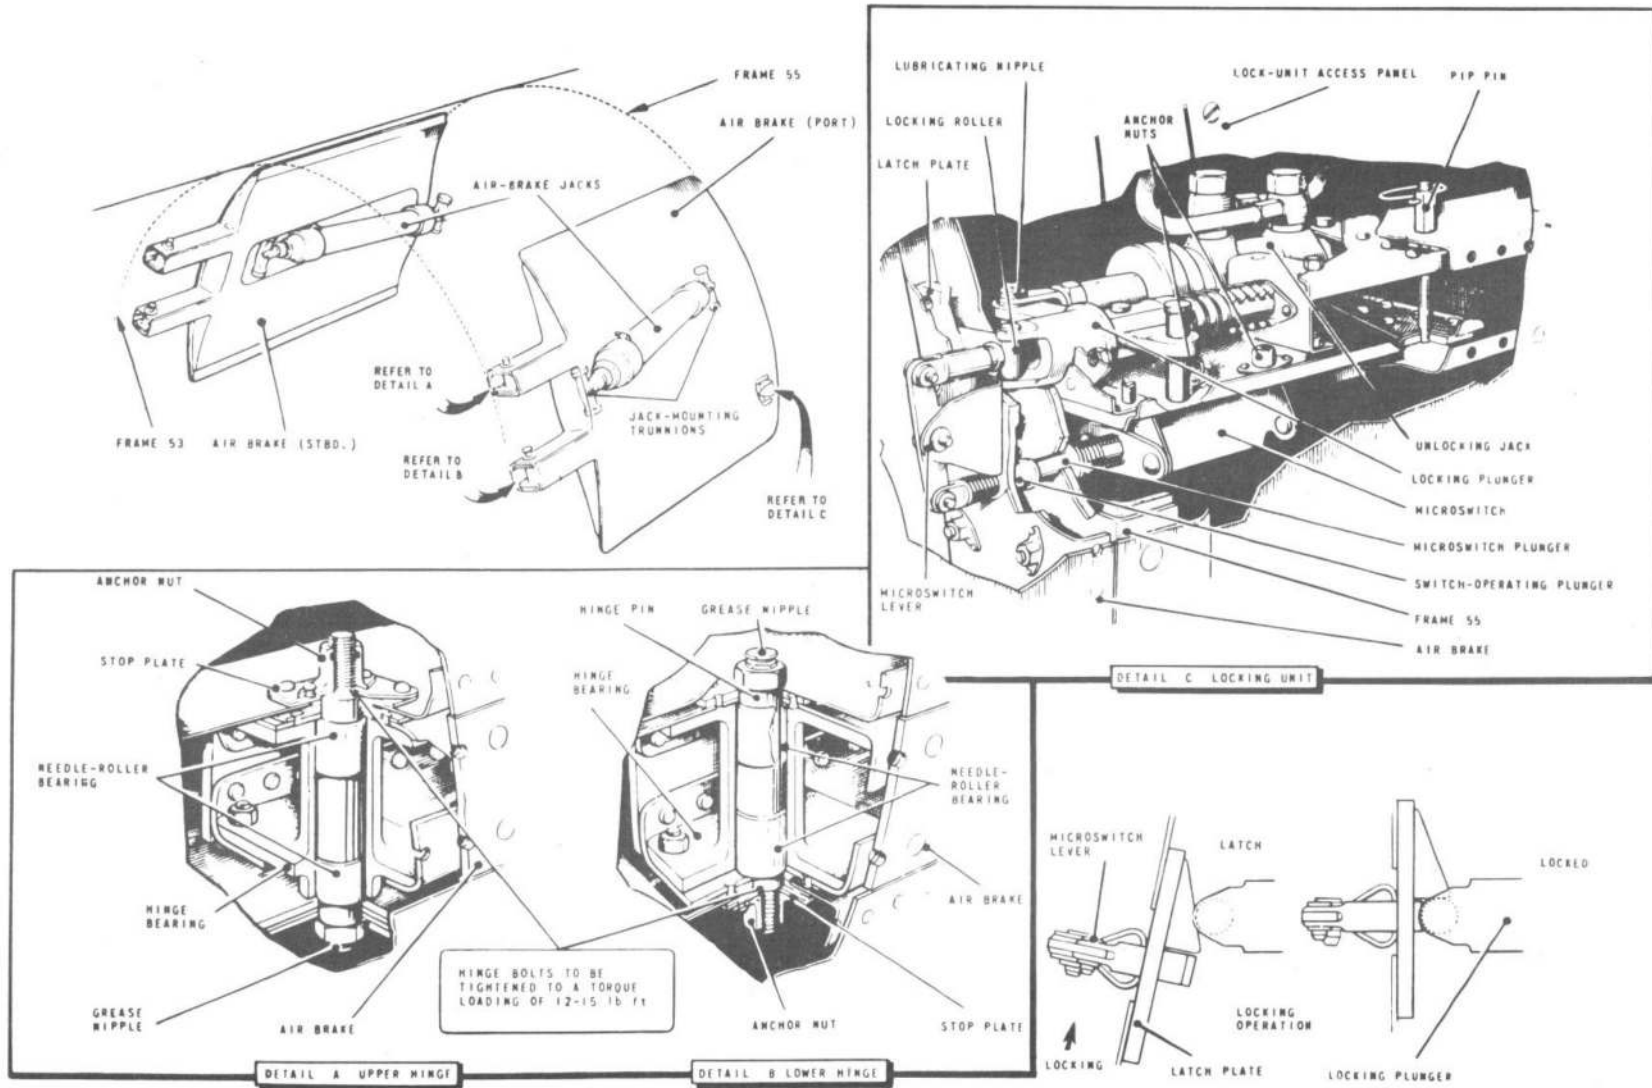 FRAME 55
AIR BRAKE (PORT)
AIR-BRAKE JACKS
REFER TO
DETAIL A
JACK-MOUNTING
TRUNNIONS
FRAME 53
AIR BRAKE (STBD.)
REFER TO
DETAIL B
REFER TO
DETAIL C
LUBRICATING NIPPLE
LOCK-UNIT ACCESS PANEL
PIP PIN
LOCKING ROLLER
ANCHOR
NUTS
LATCH PLATE
UNLOCKING JACK
LOCKING PLUNGER
MICROSWITCH
MICROSWITCH PLUNGER
SWITCH-OPERATING PLUNGER
MICROSWITCH
LEVER
FRAME 55
AIR BRAKE
DETAIL C LOCKING UNIT
ANCHOR NUT
STOP PLATE
NEEDLE-ROLLER
BEARING
HINGE
BEARING
GREASE
NIPPLE
AIR BRAKE
DETAIL A UPPER HINGE
HINGE PIN
GREASE NIPPLE
HINGE
BEARING
NEEDLE-
ROLLER
BEARING
AIR BRAKE
HINGE BOLTS TO BE
TIGHTENED TO A TORQUE
LOADING OF 12-15 lb ft
ANCHOR NUT
STOP PLATE
DETAIL B LOWER HINGE
MICROSWITCH
LEVER
LATCH
LOCKED
LOCKING
OPERATION
LOCKING
LATCH PLATE
LOCKING PLUNGER